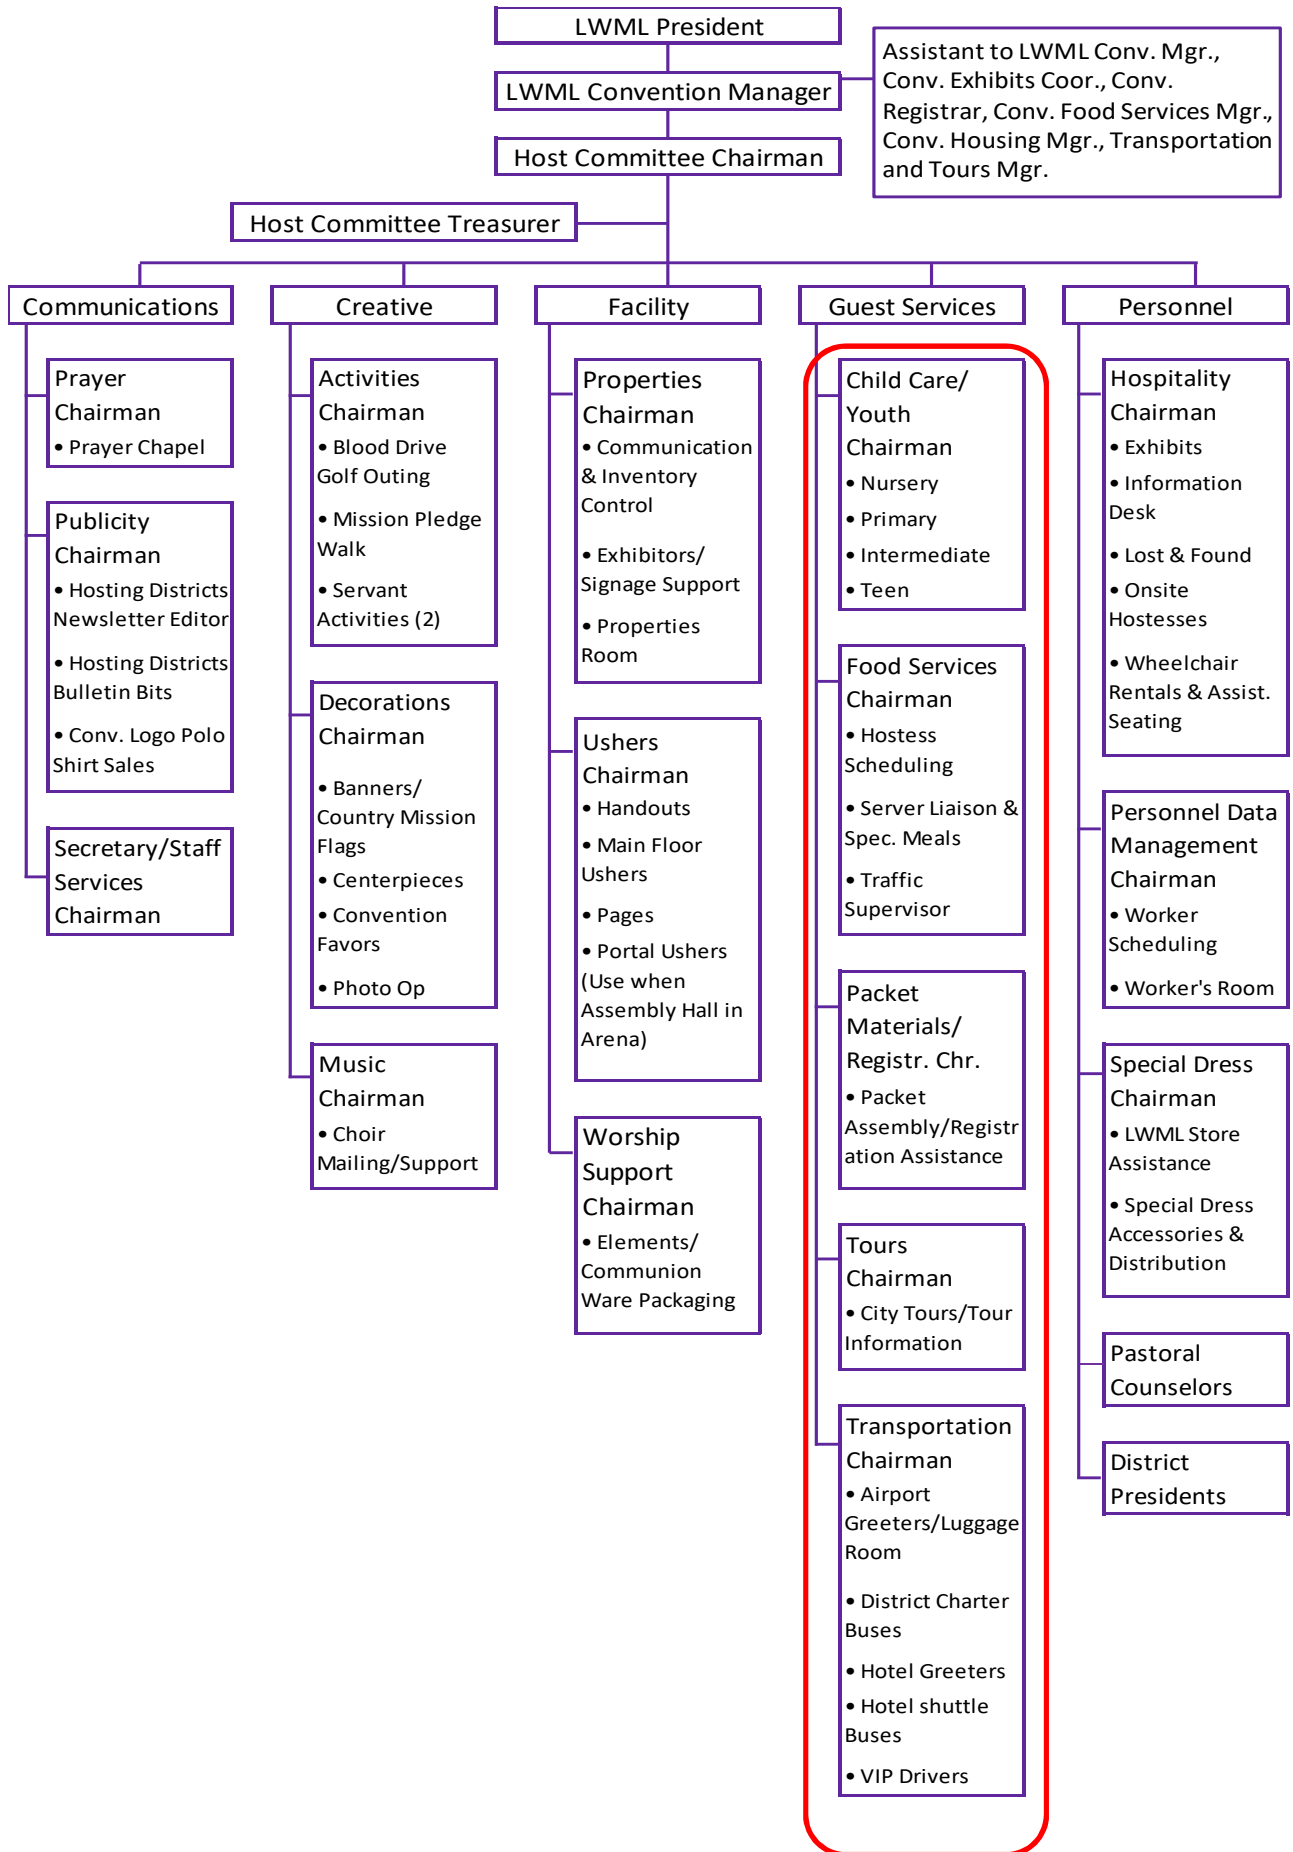 LWML President
LWML Convention Manager
Assistant to LWML Conv. Mgr.,
Conv. Exhibits Coor., Conv.
Registrar, Conv. Food Services Mgr.,
Conv. Housing Mgr., Transportation
and Tours Mgr.
Host Committee Chairman
Host Committee Treasurer
Communications
Prayer
Chairman
• Prayer Chapel
Publicity
Chairman
• Hosting Districts
Newsletter Editor
• Hosting Districts
Bulletin Bits
• Conv. Logo Polo
Shirt Sales
Secretary/Staff
Services
Chairman
Creative
Activities
Chairman
• Blood Drive
Golf Outing
• Mission Pledge
Walk
• Servant
Activities (2)
Decorations
Chairman
• Banners/
Country Mission
Flags
• Centerpieces
• Convention
Favors
• Photo Op
Music
Chairman
• Choir
Mailing/Support
Facility
Properties
Chairman
• Communication
& Inventory
Control
• Exhibitors/
Signage Support
• Properties
Room
Ushers
Chairman
• Handouts
• Main Floor
Ushers
• Pages
• Portal Ushers
(Use when
Assembly Hall in
Arena)
Worship
Support
Chairman
• Elements/
Communion
Ware Packaging
Guest Services
Child Care/
Youth
Chairman
• Nursery
• Primary
• Intermediate
• Teen
Food Services
Chairman
• Hostess
Scheduling
• Server Liaison &
Spec. Meals
• Traffic
Supervisor
Packet
Materials/
Registr. Chr.
• Packet
Assembly/Registr
ation Assistance
Tours
Chairman
• City Tours/Tour
Information
Transportation
Chairman
• Airport
Greeters/Luggage
Room
• District Charter
Buses
• Hotel Greeters
• Hotel shuttle
Buses
• VIP Drivers
Personnel
Hospitality
Chairman
• Exhibits
• Information
Desk
• Lost & Found
• Onsite
Hostesses
• Wheelchair
Rentals & Assist.
Seating
Personnel Data
Management
Chairman
• Worker
Scheduling
• Worker's Room
Special Dress
Chairman
• LWML Store
Assistance
• Special Dress
Accessories &
Distribution
Pastoral
Counselors
District
Presidents